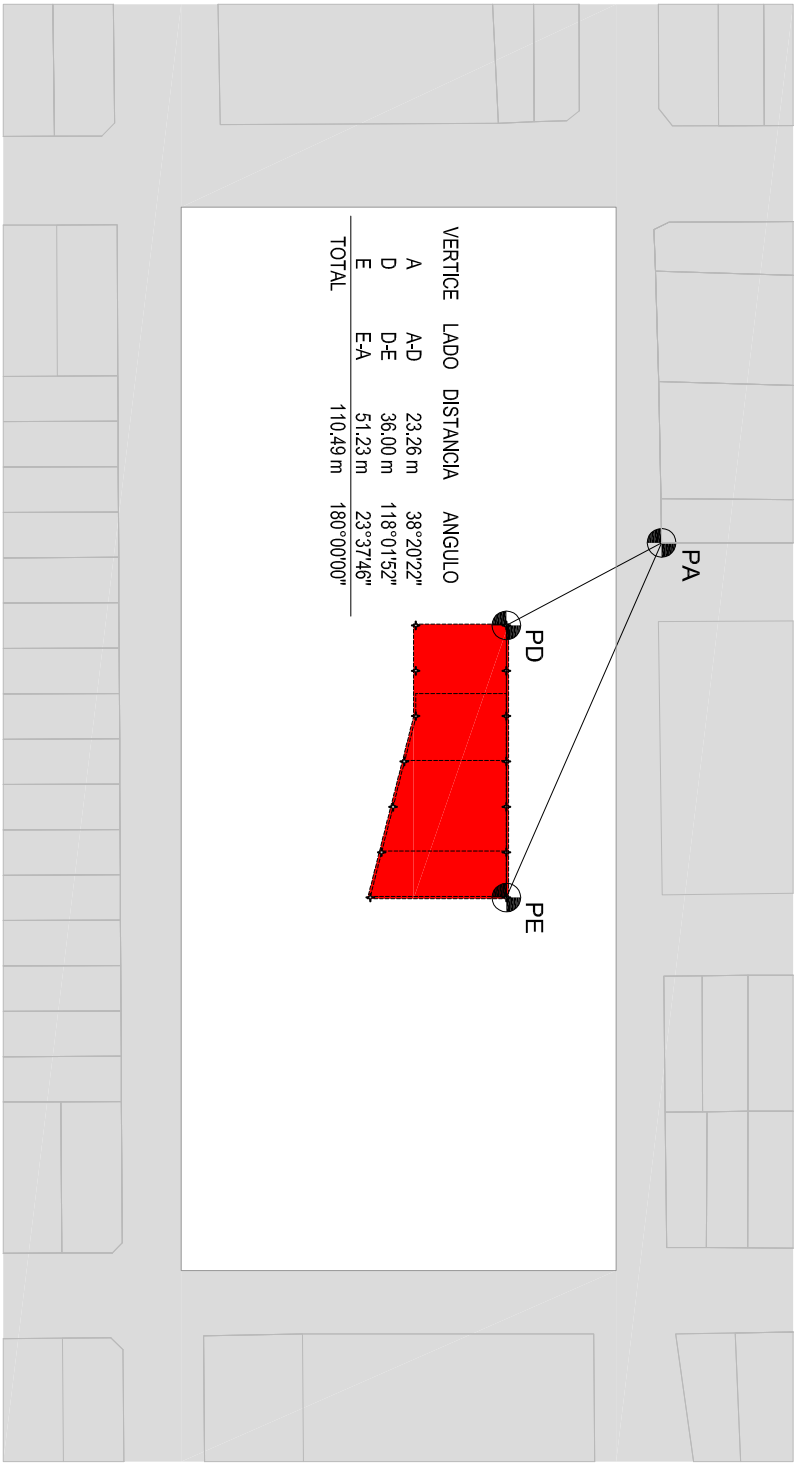 VERTICE LADO DISTANCIA ANGULO
A A-D 23.26 m 38°20'22"
D D-E 36.00 m 118°01'52"
E E-A 51.23 m 23°37'46"
TOTAL 110.49 m 180°00'00"
PA
PD
PE